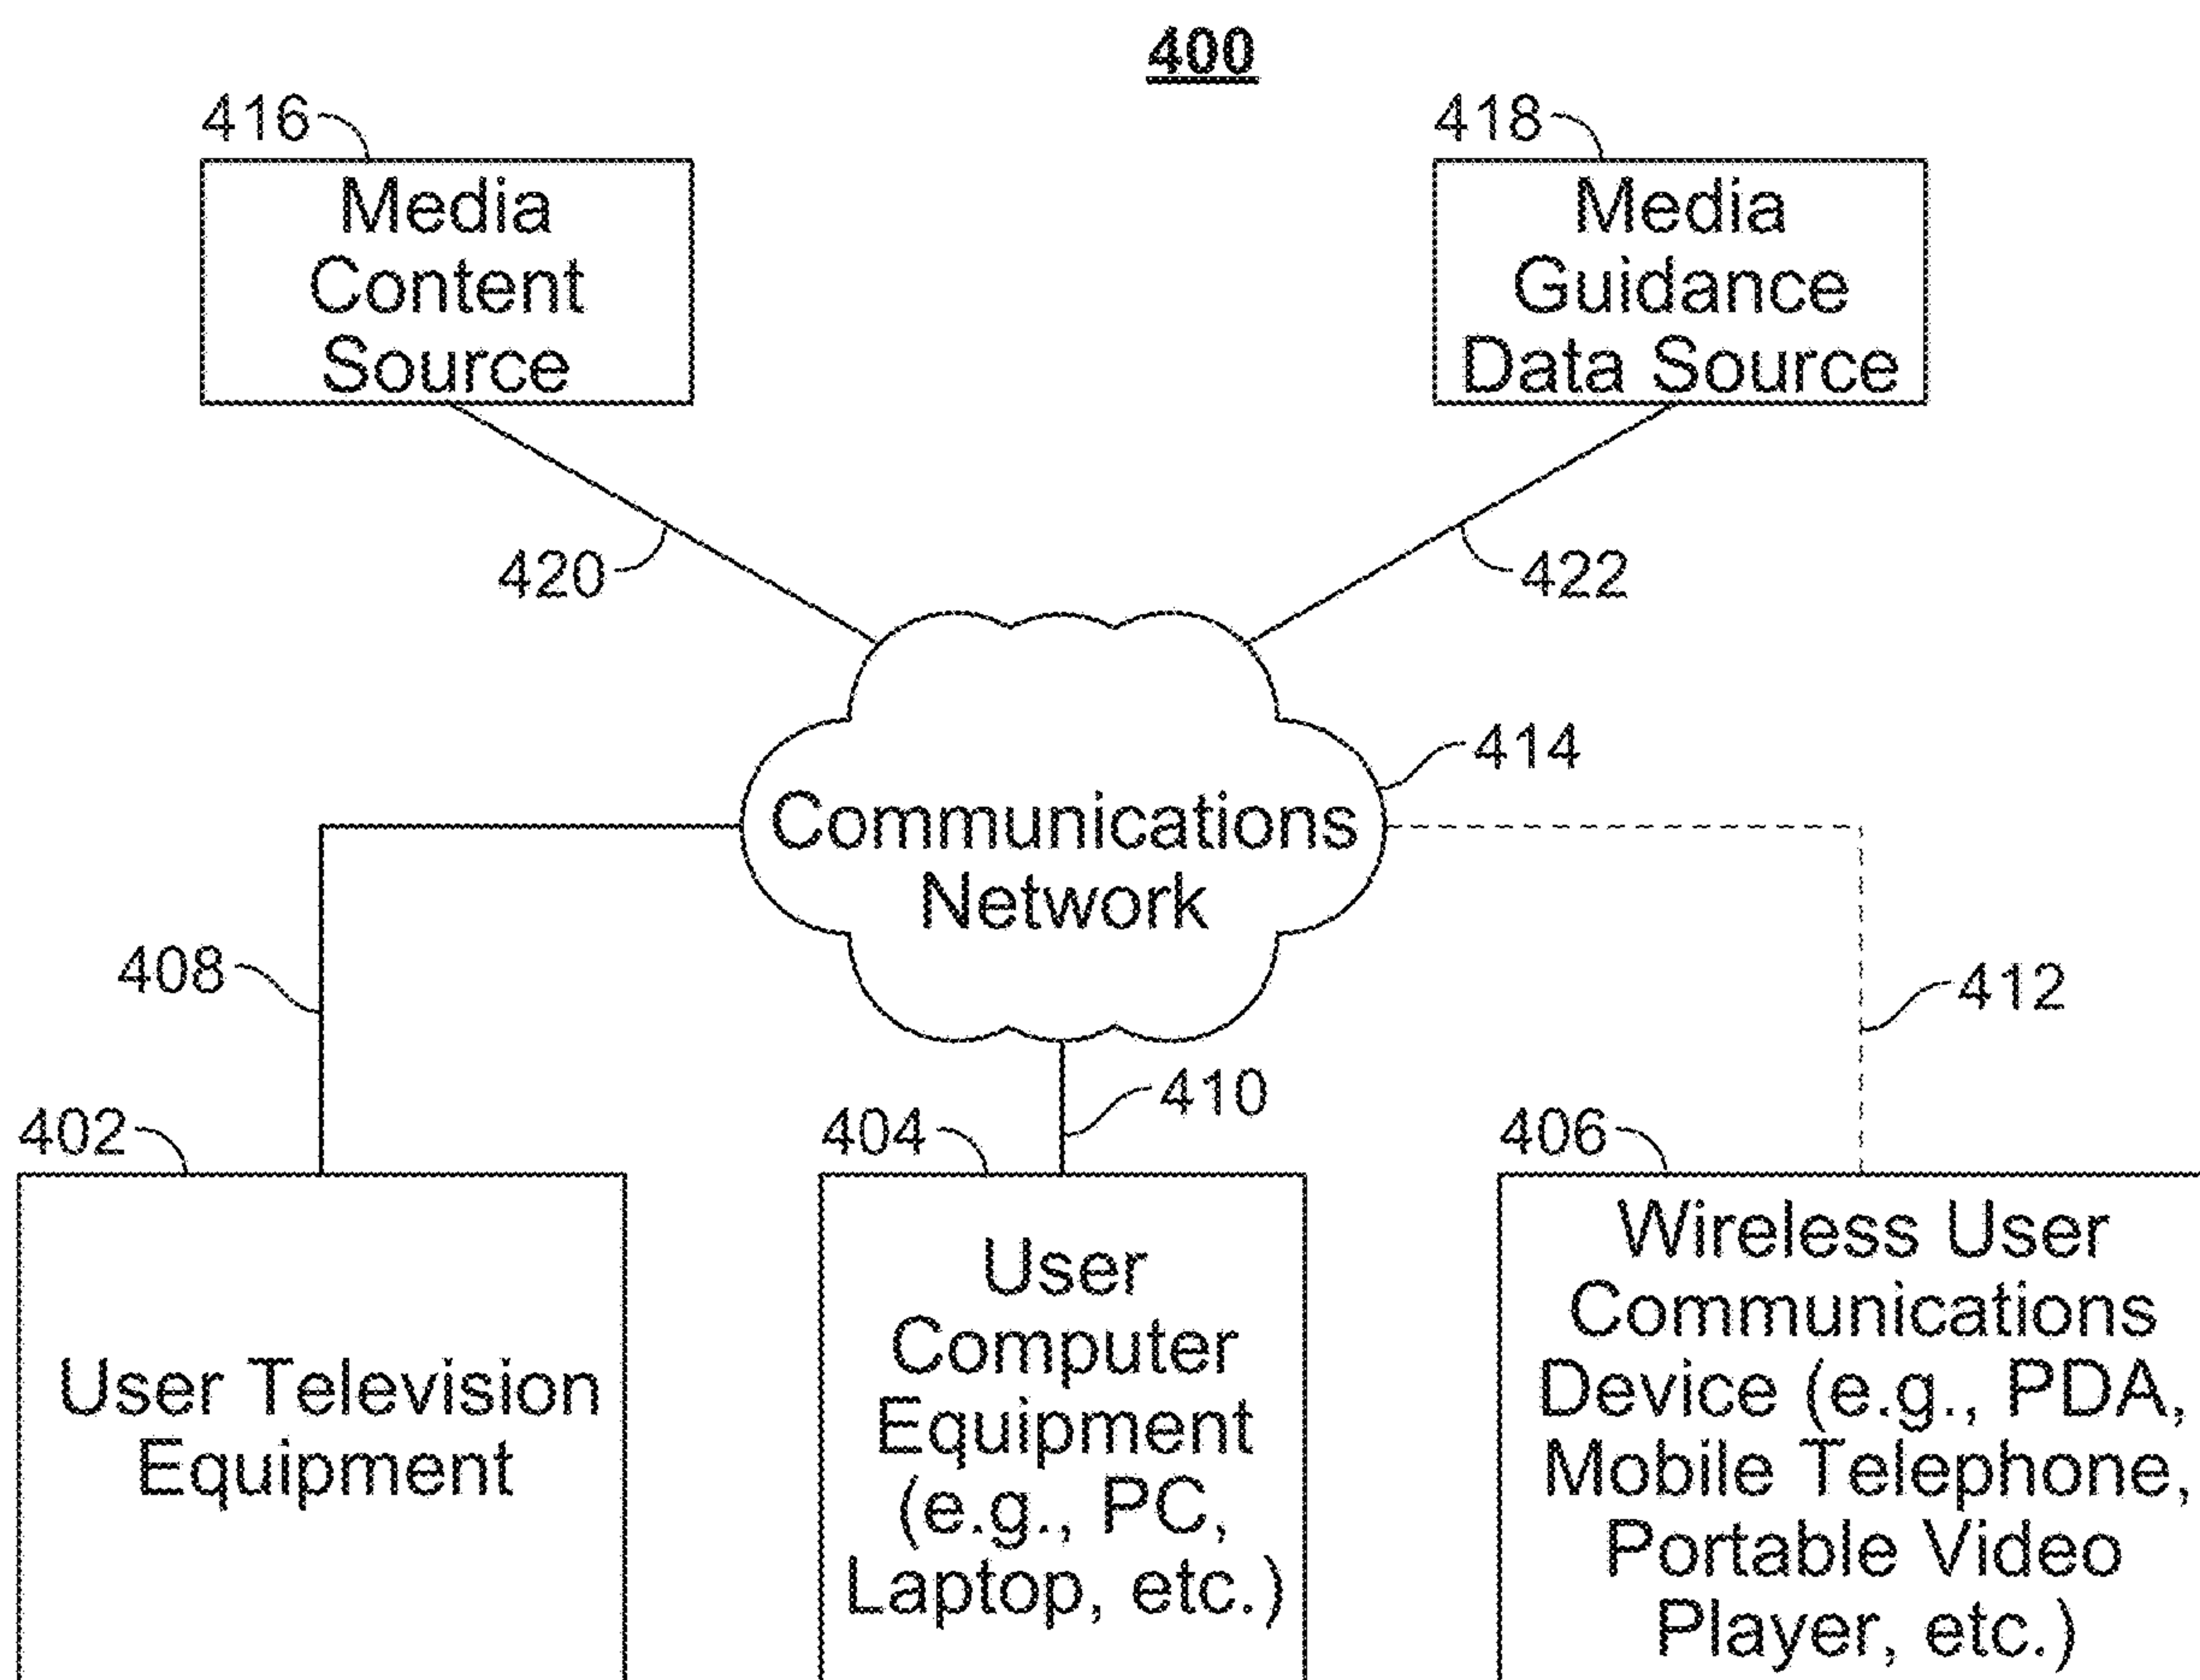 400
416
418
Media
Content
Source
Media
Guidance
Data Source
420
422
414
Communications
Network
408
412
410
402
404
406
User Television
Equipment
User
Computer
Equipment
(e.g., PC,
Laptop, etc.)
Wireless User
Communications
Device (e.g., PDA,
Mobile Telephone,
Portable Video
Player, etc.)